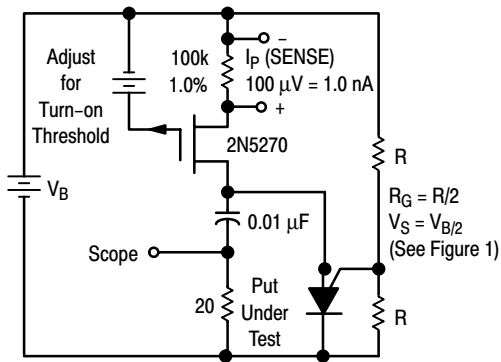 Adjust
for
Turn–on
Threshold
100k
1.0%
–
I_P (SENSE)
100 μV = 1.0 nA
+
2N5270
V_B
0.01 μF
Scope
20
Put
Under
Test
R
R_G = R/2
V_S = V_B/2
(See Figure 1)
R